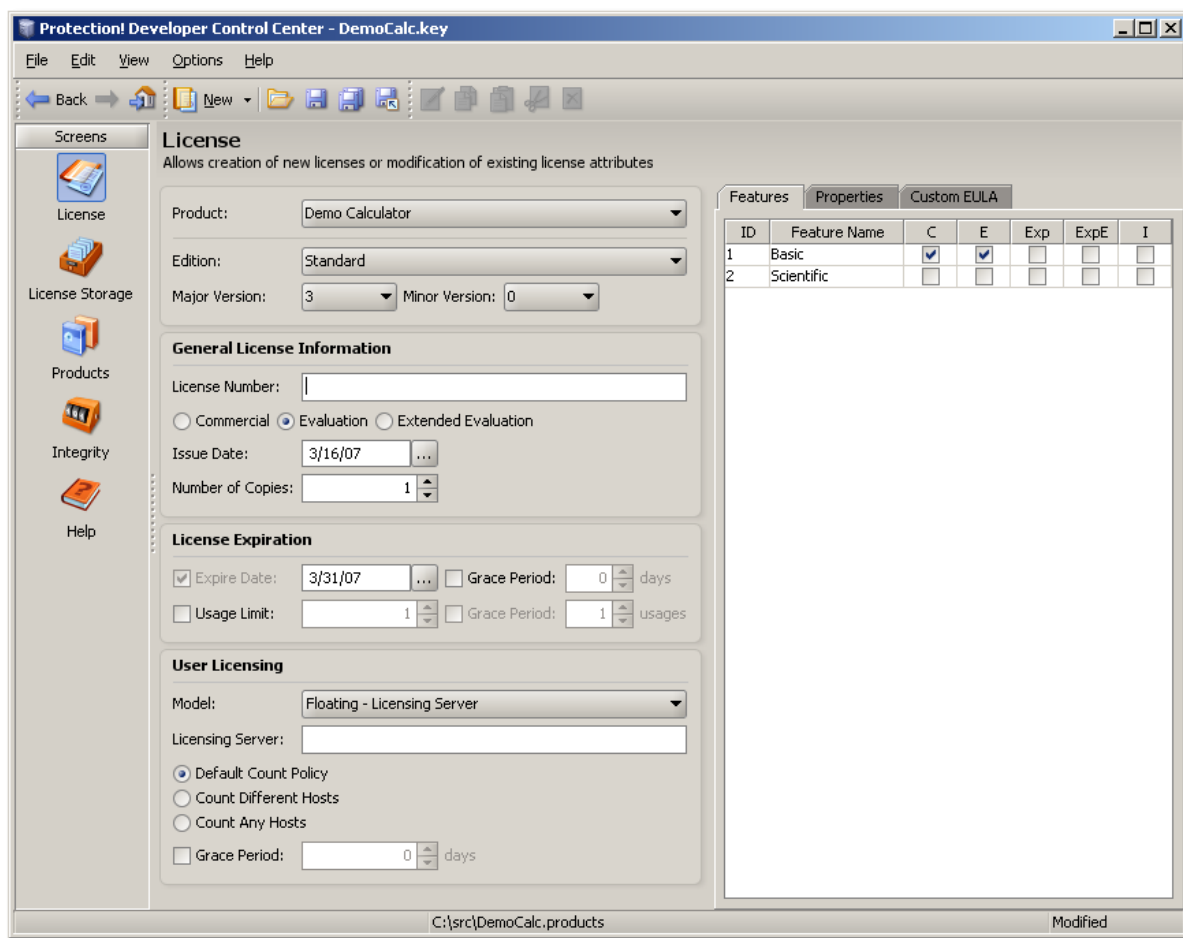 Protection! Developer Control Center - DemoCalc.key
File Edit View Options Help
Back New
Screens
License
License Storage
Products
Integrity
Help
License
Allows creation of new licenses or modification of existing license attributes
Product: Demo Calculator
Edition: Standard
Major Version: 3 Minor Version: 0
General License Information
License Number:
Commercial Evaluation Extended Evaluation
Issue Date: 3/16/07 ...
Number of Copies: 1
License Expiration
Expire Date: 3/31/07 ... Grace Period: 0 days
Usage Limit: 1 Grace Period: 1 usages
User Licensing
Model: Floating - Licensing Server
Licensing Server:
Default Count Policy
Count Different Hosts
Count Any Hosts
Grace Period: 0 days
Features Properties Custom EULA
ID Feature Name C E Exp ExpE I
1 Basic
2 Scientific
C:\src\DemoCalc.products Modified